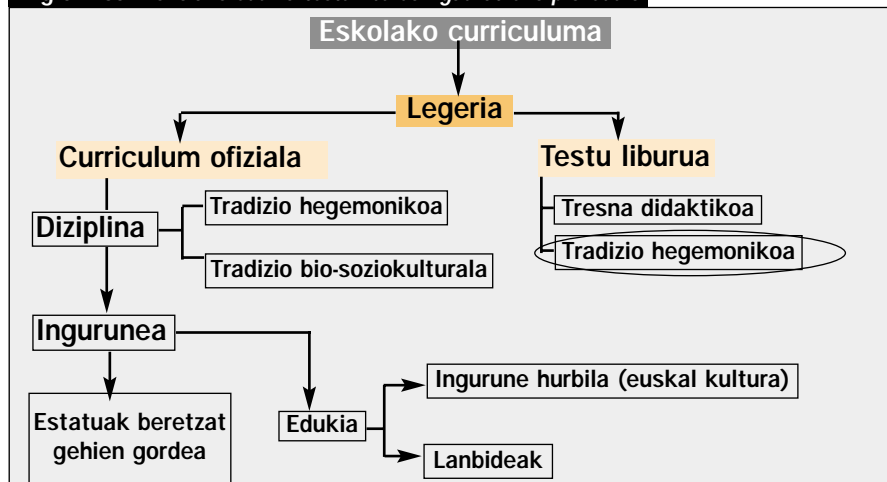 Eskolako curriculuma
Legeria
Curriculum ofiziala
Testu liburua
Diziplina
Tradizio hegemonikoa
Tradizio bio-soziokulturala
Tresna didaktikoa
Tradizio hegemonikoa
Ingurunea
Estatuak beretzat
gehien gordea
Edukia
Ingurune hurbila (euskal kultura)
Lanbideak